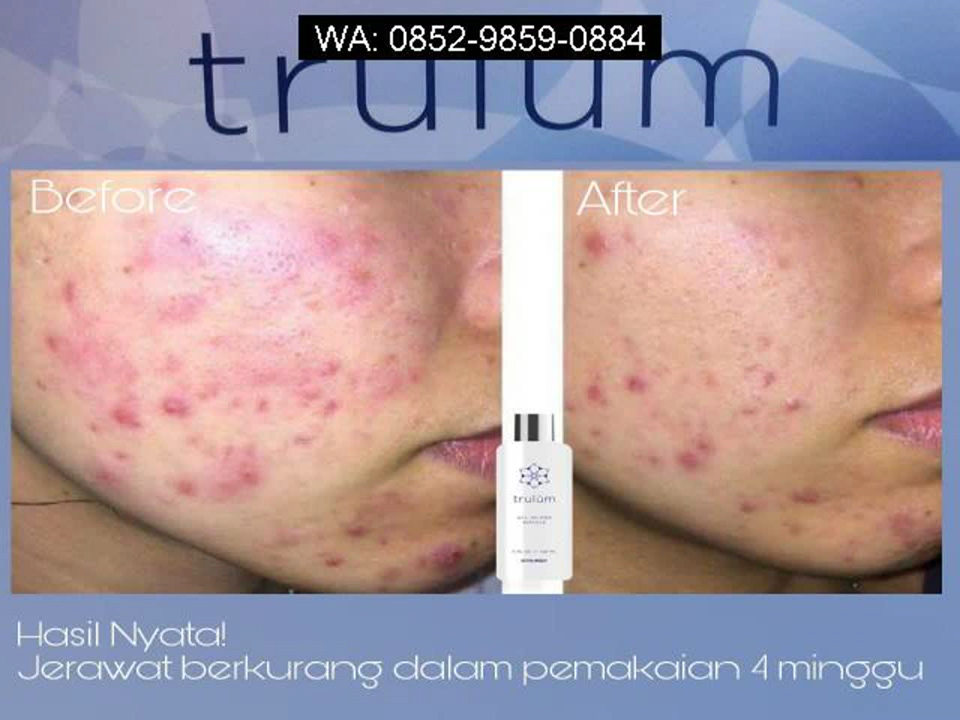 WA: 0852-9859-0884
trulum
Before
After
trulum
Hasil Nyata!
Jerawat berkurang dalam pemakaian 4 minggu